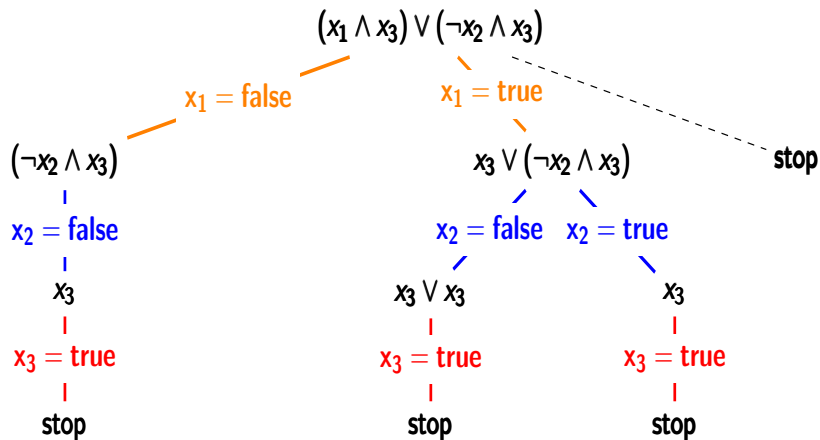 (x₁ ∧ x₃) ∨ (¬x₂ ∧ x₃)
x₁ = false
x₁ = true
(¬x₂ ∧ x₃)
x₃ ∨ (¬x₂ ∧ x₃)
stop
x₂ = false
x₂ = false
x₂ = true
x₃
x₃ ∨ x₃
x₃
x₃ = true
x₃ = true
x₃ = true
stop
stop
stop